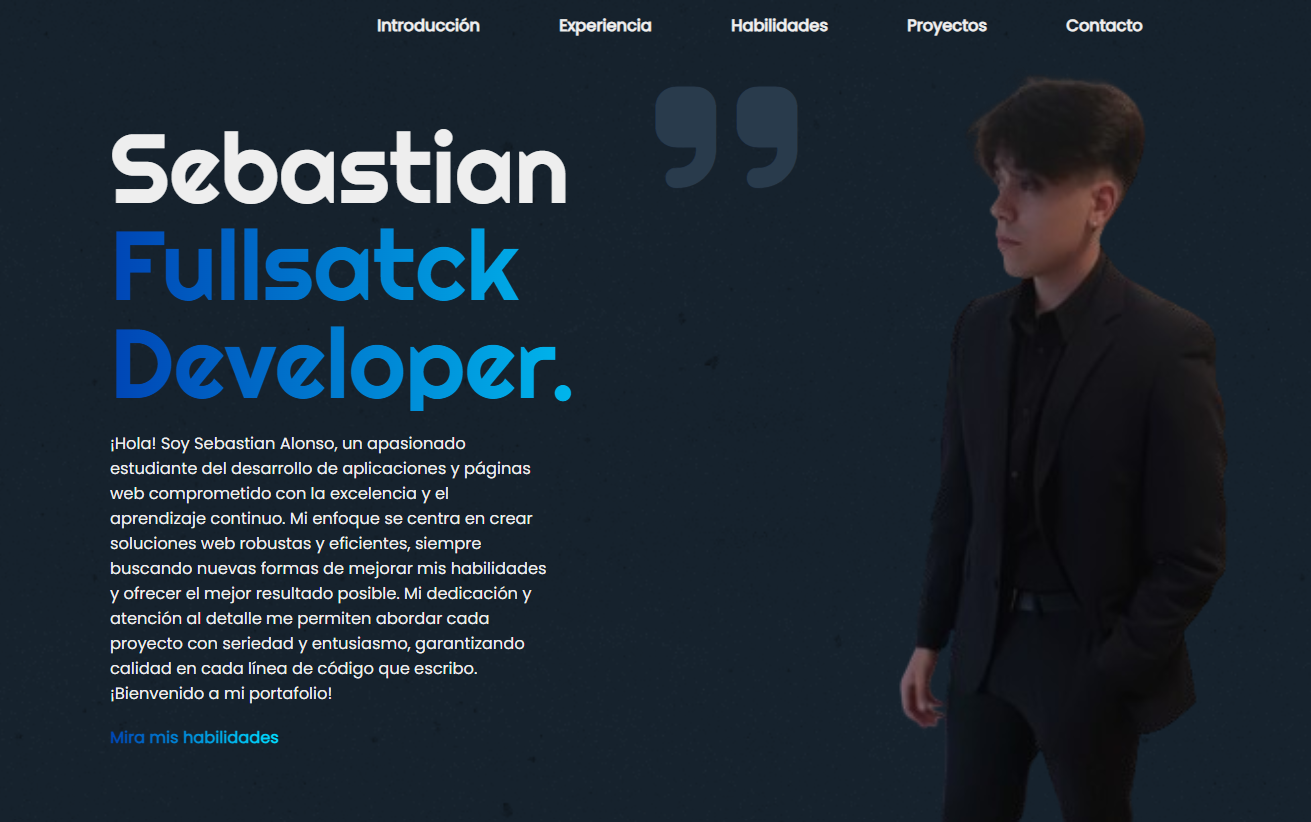 Introducción Experiencia Habilidades Proyectos Contacto
Sebastian
Fullsatck
Developer.
¡Hola! Soy Sebastian Alonso, un apasionado
estudiante del desarrollo de aplicaciones y páginas
web comprometido con la excelencia y el
aprendizaje continuo. Mi enfoque se centra en crear
soluciones web robustas y eficientes, siempre
buscando nuevas formas de mejorar mis habilidades
y ofrecer el mejor resultado posible. Mi dedicación y
atención al detalle me permiten abordar cada
proyecto con seriedad y entusiasmo, garantizando
calidad en cada línea de código que escribo.
¡Bienvenido a mi portafolio!
Mira mis habilidades